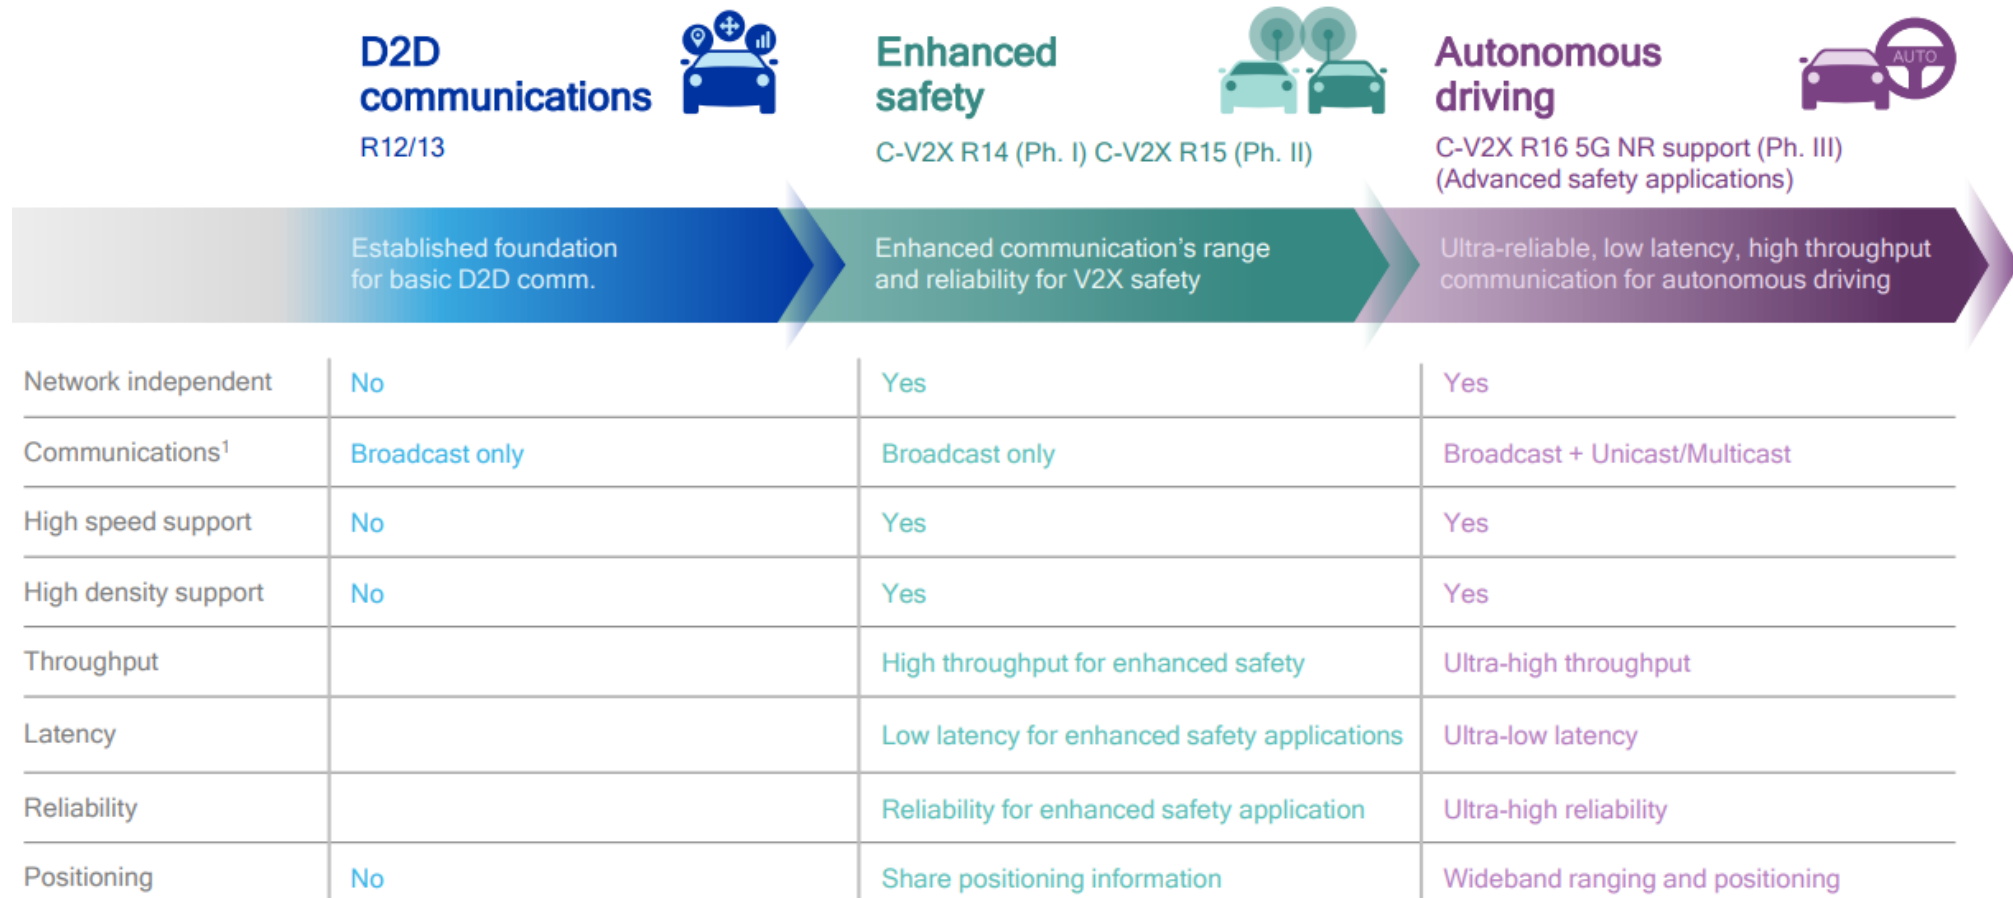 D2D
communications
R12/13
Enhanced
safety
C-V2X R14 (Ph. I) C-V2X R15 (Ph. II)
AUTO
Autonomous
driving
C-V2X R16 5G NR support (Ph. III)
(Advanced safety applications)
Established foundation
for basic D2D comm.
Enhanced communication's range
and reliability for V2X safety
Ultra-reliable, low latency, high throughput
communication for autonomous driving
Network independent No Yes Yes
Communications¹ Broadcast only Broadcast only Broadcast + Unicast/Multicast
High speed support No Yes Yes
High density support No Yes Yes
Throughput High throughput for enhanced safety Ultra-high throughput
Latency Low latency for enhanced safety applications Ultra-low latency
Reliability Reliability for enhanced safety application Ultra-high reliability
Positioning No Share positioning information Wideband ranging and positioning